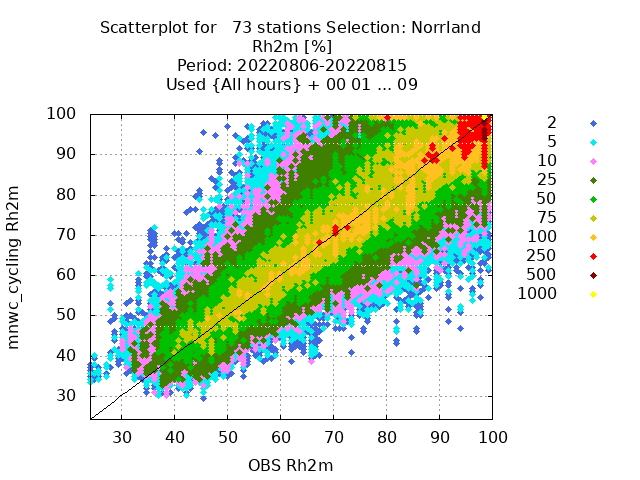 Scatterplot for   73 stations Selection: Norrland
Rh2m [%]
Period: 20220806-20220815
Used {All hours} + 00 01 ... 09
100
90
80
70
60
50
40
30
mnwc_cycling Rh2m
30 40 50 60 70 80 90 100
OBS Rh2m
2
5
10
25
50
75
100
250
500
1000